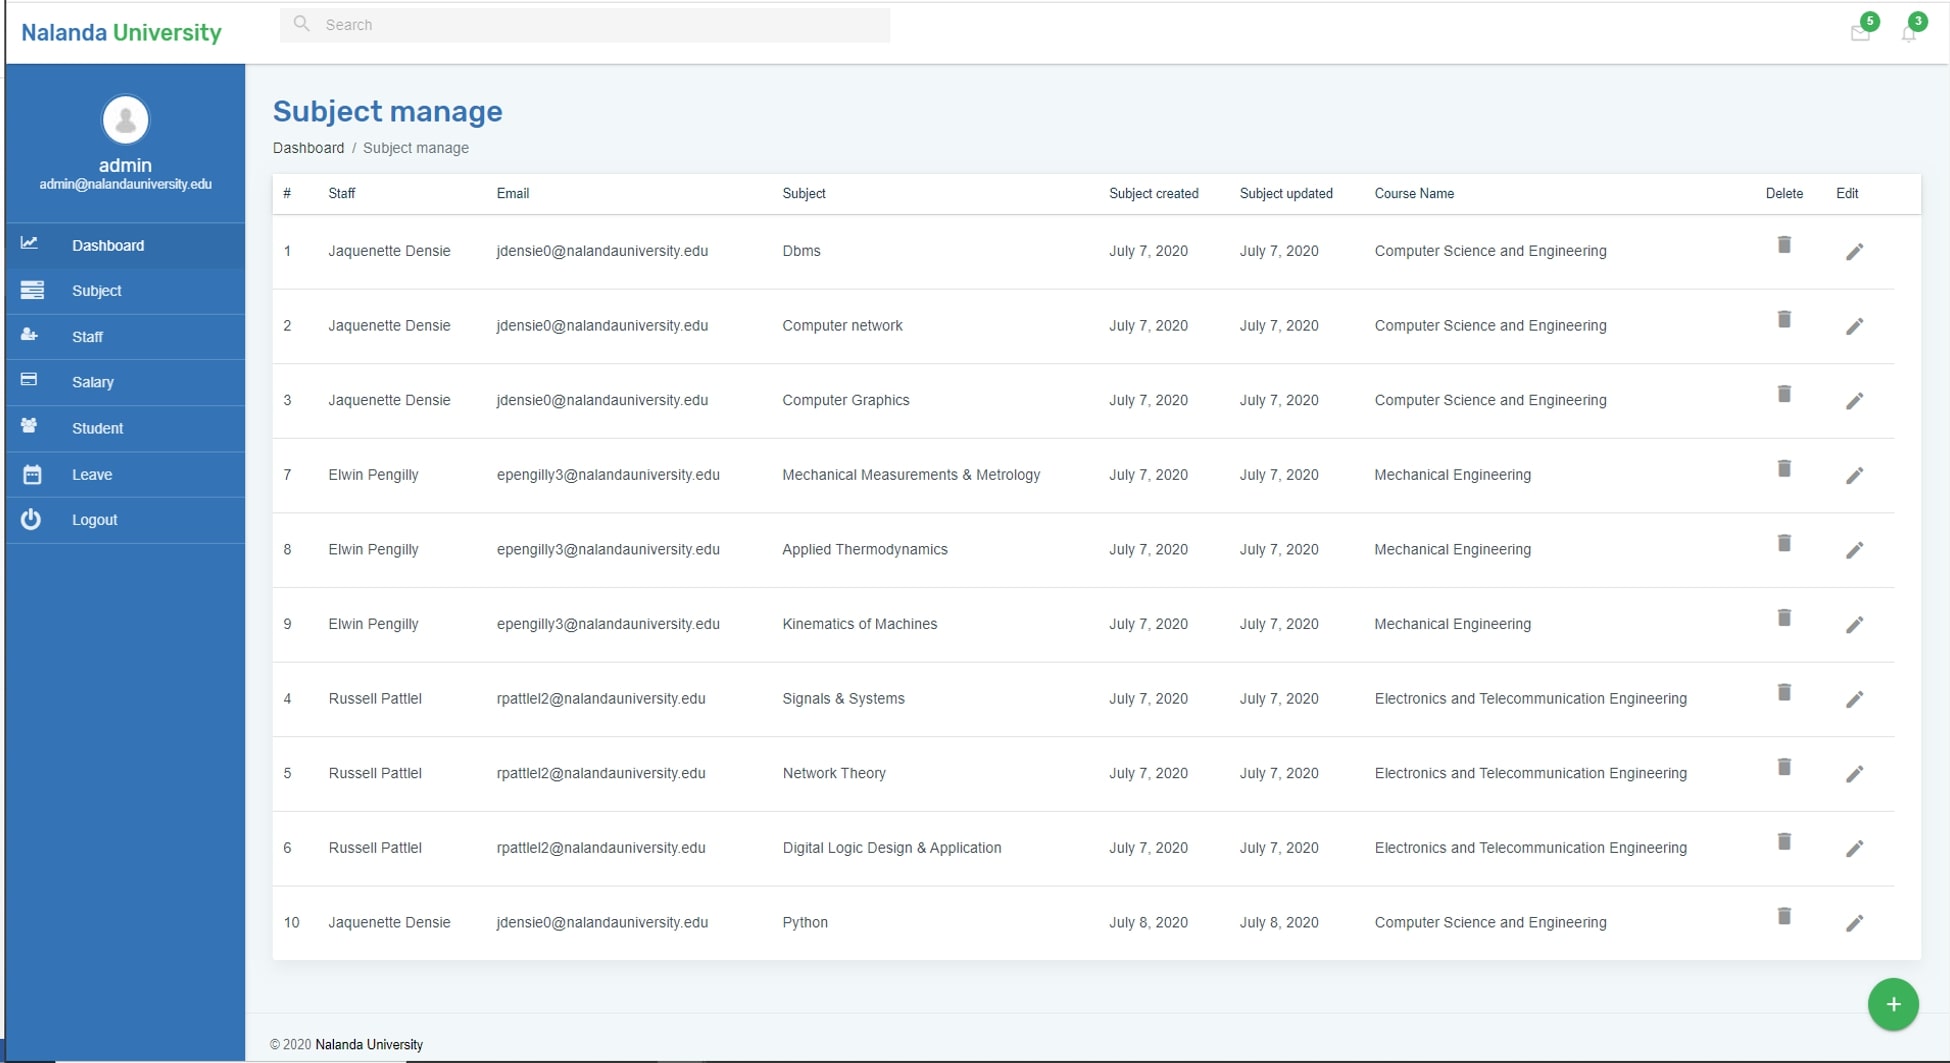 Nalanda University
Search
5
3
admin
admin@nalandauniversity.edu
Dashboard
Subject
Staff
Salary
Student
Leave
Logout
Subject manage
Dashboard / Subject manage
# Staff Email Subject Subject created Subject updated Course Name Delete Edit
1 Jaquenette Densie jdensie0@nalandauniversity.edu Dbms July 7, 2020 July 7, 2020 Computer Science and Engineering
2 Jaquenette Densie jdensie0@nalandauniversity.edu Computer network July 7, 2020 July 7, 2020 Computer Science and Engineering
3 Jaquenette Densie jdensie0@nalandauniversity.edu Computer Graphics July 7, 2020 July 7, 2020 Computer Science and Engineering
7 Elwin Pengilly epengilly3@nalandauniversity.edu Mechanical Measurements & Metrology July 7, 2020 July 7, 2020 Mechanical Engineering
8 Elwin Pengilly epengilly3@nalandauniversity.edu Applied Thermodynamics July 7, 2020 July 7, 2020 Mechanical Engineering
9 Elwin Pengilly epengilly3@nalandauniversity.edu Kinematics of Machines July 7, 2020 July 7, 2020 Mechanical Engineering
4 Russell Pattlel rpattlel2@nalandauniversity.edu Signals & Systems July 7, 2020 July 7, 2020 Electronics and Telecommunication Engineering
5 Russell Pattlel rpattlel2@nalandauniversity.edu Network Theory July 7, 2020 July 7, 2020 Electronics and Telecommunication Engineering
6 Russell Pattlel rpattlel2@nalandauniversity.edu Digital Logic Design & Application July 7, 2020 July 7, 2020 Electronics and Telecommunication Engineering
10 Jaquenette Densie jdensie0@nalandauniversity.edu Python July 8, 2020 July 8, 2020 Computer Science and Engineering
+
© 2020 Nalanda University